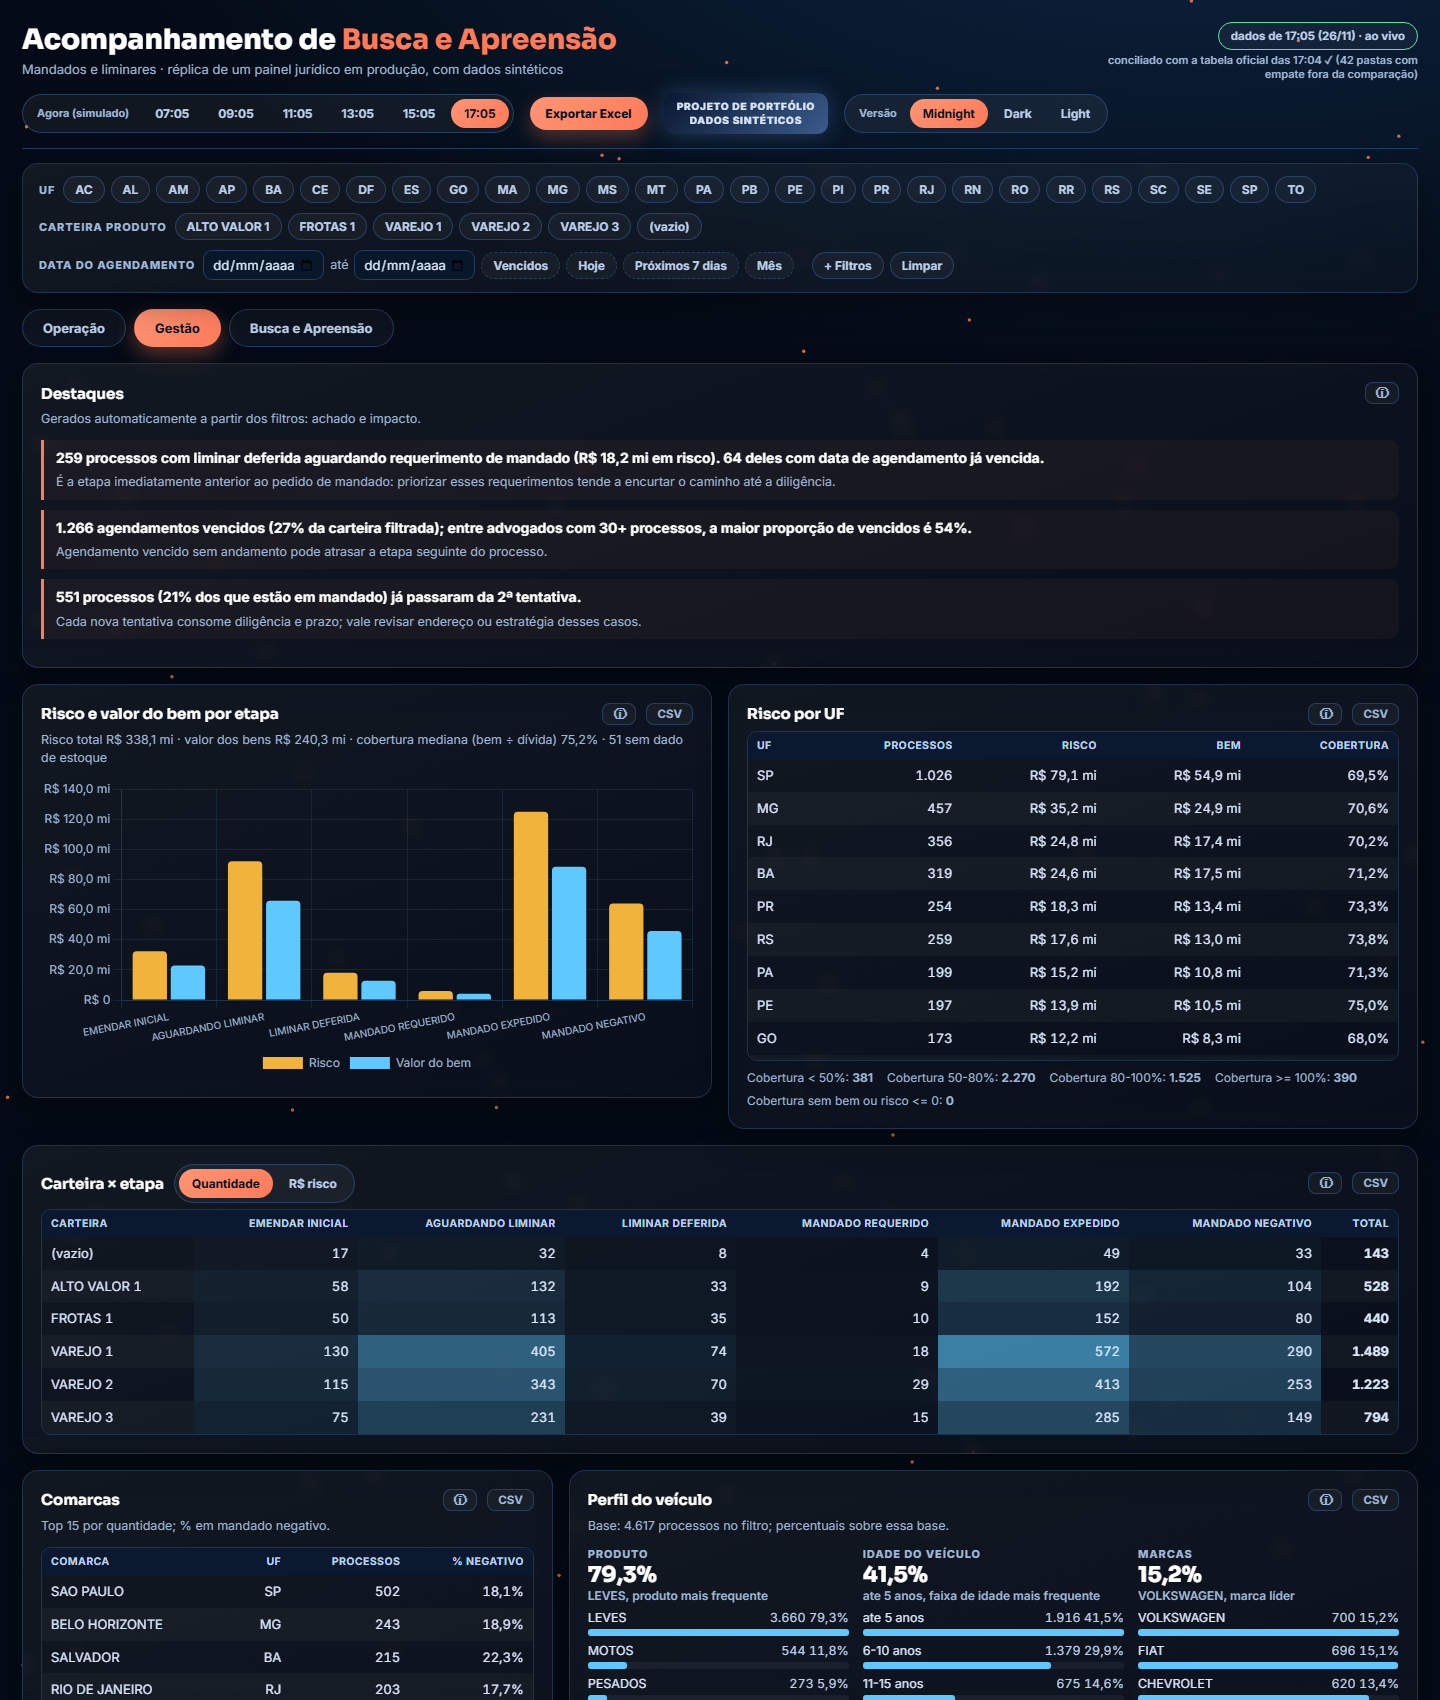 Acompanhamento de Busca e Apreensão
Mandados e liminares · réplica de um painel jurídico em produção, com dados sintéticos
dados de 17:05 (26/11) · ao vivo
conciliado com a tabela oficial das 17:04 ✓ (42 pastas com
empate fora da comparação)
Agora (simulado) 07:05 09:05 11:05 13:05 15:05 17:05
Exportar Excel
PROJETO DE PORTFÓLIO
DADOS SINTÉTICOS
Versão Midnight Dark Light
UF AC AL AM AP BA CE DF ES GO MA MG MS MT PA PB PE PI PR RJ RN RO RR RS SC SE SP TO
CARTEIRA PRODUTO ALTO VALOR 1 FROTAS 1 VAREJO 1 VAREJO 2 VAREJO 3 (vazio)
DATA DO AGENDAMENTO dd/mm/aaaa até dd/mm/aaaa Vencidos Hoje Próximos 7 dias Mês + Filtros Limpar
Operação Gestão Busca e Apreensão
Destaques
Gerados automaticamente a partir dos filtros: achado e impacto.
259 processos com liminar deferida aguardando requerimento de mandado (R$ 18,2 mi em risco). 64 deles com data de agendamento já vencida.
É a etapa imediatamente anterior ao pedido de mandado: priorizar esses requerimentos tende a encurtar o caminho até a diligência.
1.266 agendamentos vencidos (27% da carteira filtrada); entre advogados com 30+ processos, a maior proporção de vencidos é 54%.
Agendamento vencido sem andamento pode atrasar a etapa seguinte do processo.
551 processos (21% dos que estão em mandado) já passaram da 2ª tentativa.
Cada nova tentativa consome diligência e prazo; vale revisar endereço ou estratégia desses casos.
Risco e valor do bem por etapa
CSV
Risco total R$ 338,1 mi · valor dos bens R$ 240,3 mi · cobertura mediana (bem ÷ dívida) 75,2% · 51 sem dado
de estoque
R$ 140,0 mi
R$ 120,0 mi
R$ 100,0 mi
R$ 80,0 mi
R$ 60,0 mi
R$ 40,0 mi
R$ 20,0 mi
R$ 0
EMENDAR INICIAL
AGUARDANDO LIMINAR
LIMINAR DEFERIDA
MANDADO REQUERIDO
MANDADO EXPEDIDO
MANDADO NEGATIVO
Risco Valor do bem
Risco por UF
CSV
UF PROCESSOS RISCO BEM COBERTURA
SP 1.026 R$ 79,1 mi R$ 54,9 mi 69,5%
MG 457 R$ 35,2 mi R$ 24,9 mi 70,6%
RJ 356 R$ 24,8 mi R$ 17,4 mi 70,2%
BA 319 R$ 24,6 mi R$ 17,5 mi 71,2%
PR 254 R$ 18,3 mi R$ 13,4 mi 73,3%
RS 259 R$ 17,6 mi R$ 13,0 mi 73,8%
PA 199 R$ 15,2 mi R$ 10,8 mi 71,3%
PE 197 R$ 13,9 mi R$ 10,5 mi 75,0%
GO 173 R$ 12,2 mi R$ 8,3 mi 68,0%
Cobertura < 50%: 381 Cobertura 50-80%: 2.270 Cobertura 80-100%: 1.525 Cobertura >= 100%: 390
Cobertura sem bem ou risco <= 0: 0
Carteira × etapa Quantidade R$ risco
CSV
CARTEIRA EMENDAR INICIAL AGUARDANDO LIMINAR LIMINAR DEFERIDA MANDADO REQUERIDO MANDADO EXPEDIDO MANDADO NEGATIVO TOTAL
(vazio) 17 32 8 4 49 33 143
ALTO VALOR 1 58 132 33 9 192 104 528
FROTAS 1 50 113 35 10 152 80 440
VAREJO 1 130 405 74 18 572 290 1.489
VAREJO 2 115 343 70 29 413 253 1.223
VAREJO 3 75 231 39 15 285 149 794
Comarcas
CSV
Top 15 por quantidade; % em mandado negativo.
COMARCA UF PROCESSOS % NEGATIVO
SAO PAULO SP 502 18,1%
BELO HORIZONTE MG 243 18,9%
SALVADOR BA 215 22,3%
RIO DE JANEIRO RJ 203 17,7%
Perfil do veículo
CSV
Base: 4.617 processos no filtro; percentuais sobre essa base.
PRODUTO
79,3%
LEVES, produto mais frequente
LEVES 3.660 79,3%
MOTOS 544 11,8%
PESADOS 273 5,9%
IDADE DO VEÍCULO
41,5%
ate 5 anos, faixa de idade mais frequente
ate 5 anos 1.916 41,5%
6-10 anos 1.379 29,9%
11-15 anos 675 14,6%
MARCAS
15,2%
VOLKSWAGEN, marca líder
VOLKSWAGEN 700 15,2%
FIAT 696 15,1%
CHEVROLET 620 13,4%